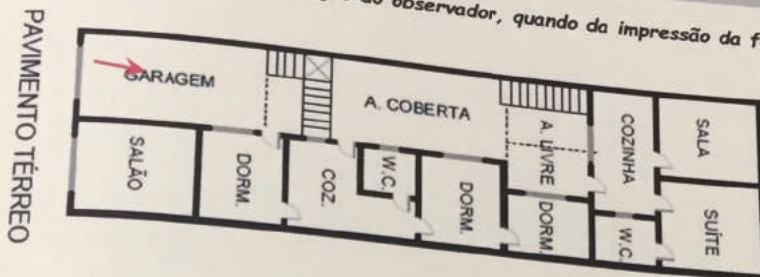 do observador, quando da impressão da f
PAVIMENTO TÉRREO
GARAGEM
A. COBERTA
A. LIVRE
COZINHA
SALA
SALÃO
DORM.
COZ.
W.C.
DORM.
DORM.
W.C.
SUÍTE